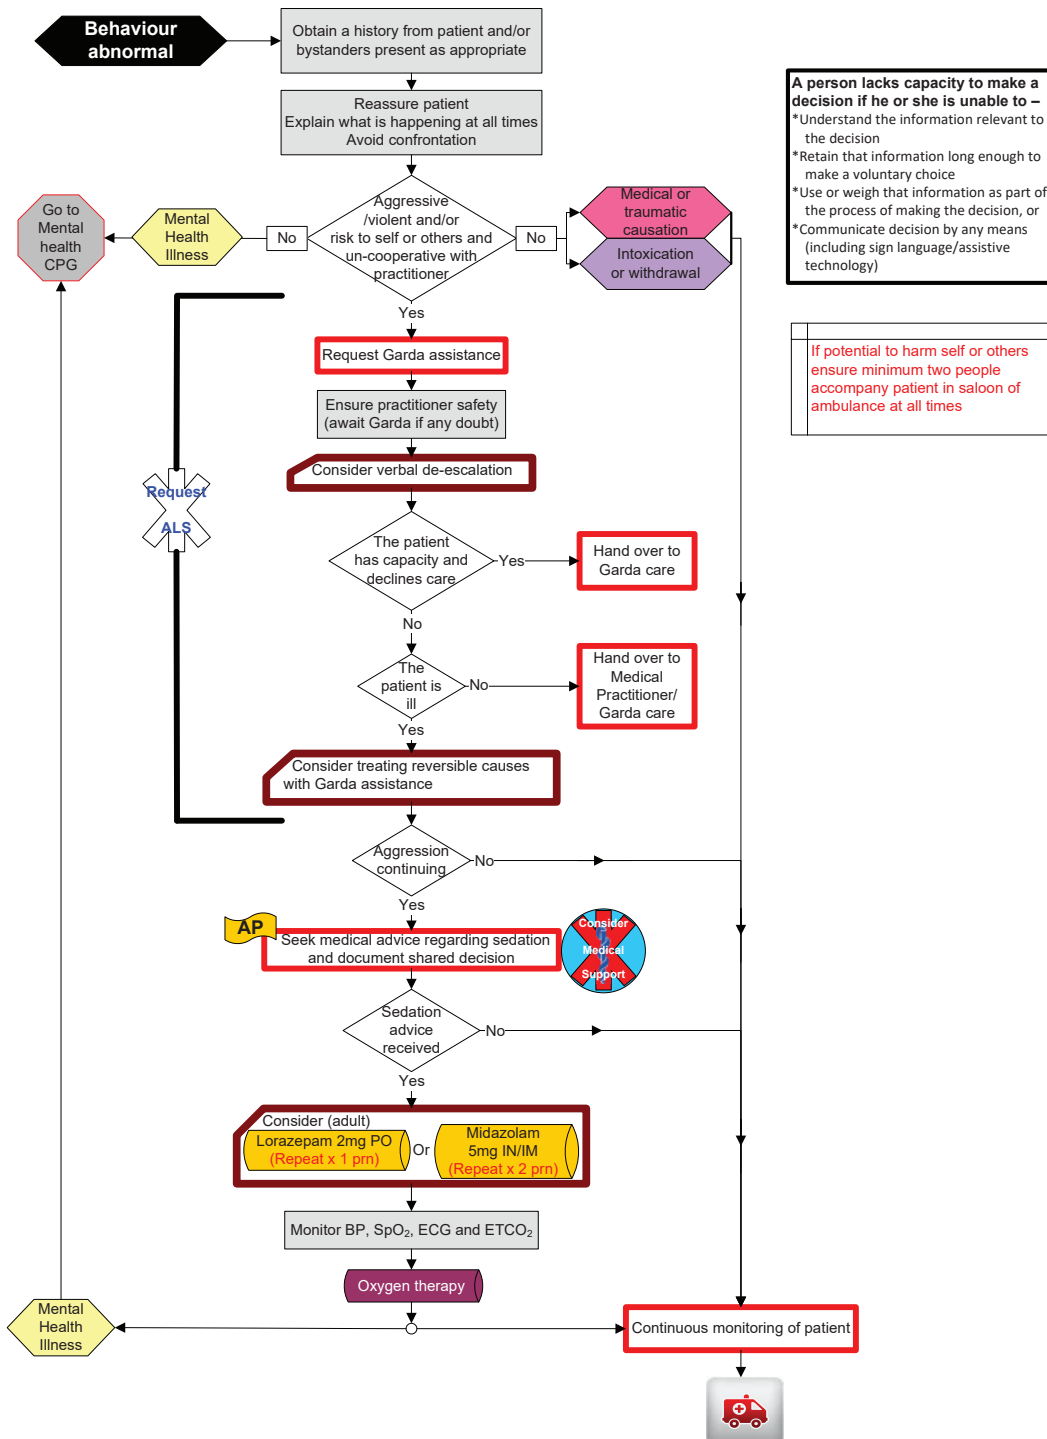 Behaviour
abnormal
Obtain a history from patient and/or
bystanders present as appropriate
Reassure patient
Explain what is happening at all times
Avoid confrontation
A person lacks capacity to make a
decision if he or she is unable to –
*Understand the information relevant to
the decision
*Retain that information long enough to
make a voluntary choice
*Use or weigh that information as part of
the process of making the decision, or
*Communicate decision by any means
(including sign language/assistive
technology)
Go to
Mental
health
CPG
Mental
Health
Illness
No
Aggressive
/violent and/or
risk to self or others and
un-cooperative with
practitioner
No
Medical or
traumatic
causation
Intoxication
or withdrawal
Yes
If potential to harm self or others
ensure minimum two people
accompany patient in saloon of
ambulance at all times
Request Garda assistance
Ensure practitioner safety
(await Garda if any doubt)
Consider verbal de-escalation
Request
ALS
The patient
has capacity and
declines care
Yes
Hand over to
Garda care
No
The
patient is
ill
No
Hand over to
Medical
Practitioner/
Garda care
Yes
Consider treating reversible causes
with Garda assistance
Aggression
continuing
No
Yes
AP
Seek medical advice regarding sedation
and document shared decision
Consider
Medical
Support
Sedation
advice
received
No
Yes
Consider (adult)
Lorazepam 2mg PO
(Repeat x 1 prn)
Or
Midazolam
5mg IN/IM
(Repeat x 2 prn)
Monitor BP, SpO₂, ECG and ETCO₂
Oxygen therapy
Mental
Health
Illness
Continuous monitoring of patient